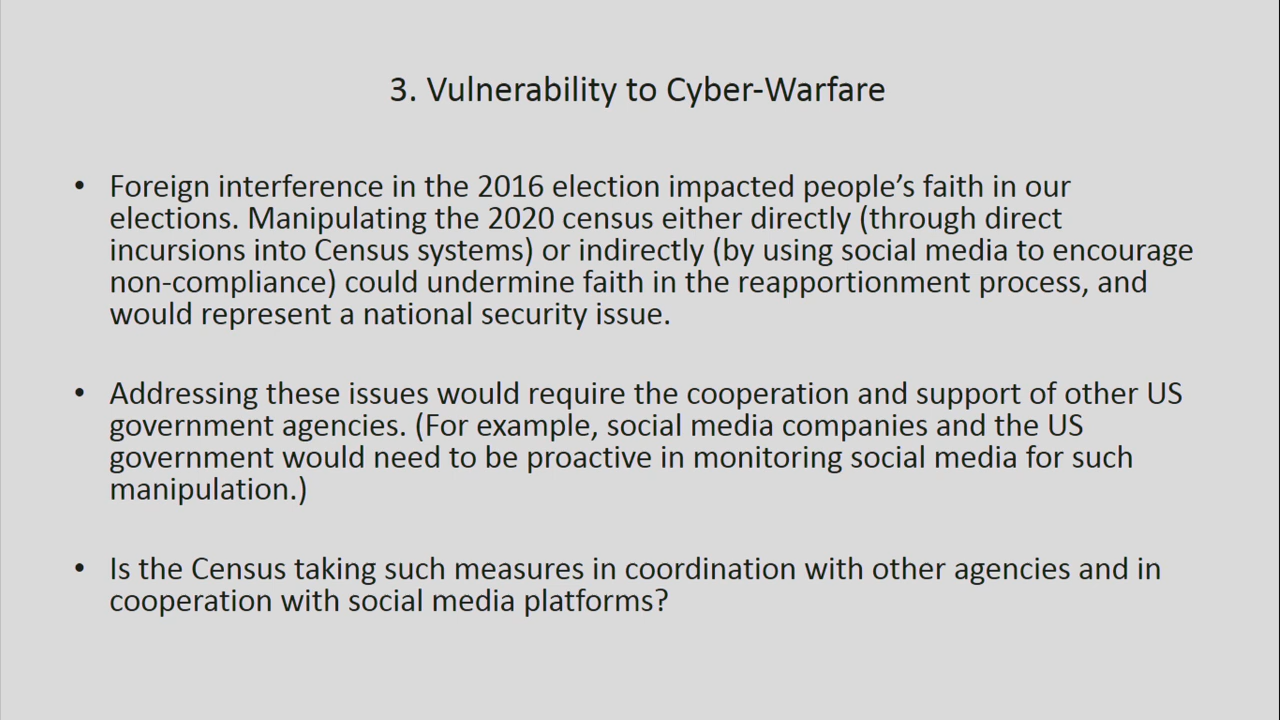 3. Vulnerability to Cyber-Warfare
• Foreign interference in the 2016 election impacted people’s faith in our
elections. Manipulating the 2020 census either directly (through direct
incursions into Census systems) or indirectly (by using social media to encourage
non-compliance) could undermine faith in the reapportionment process, and
would represent a national security issue.
• Addressing these issues would require the cooperation and support of other US
government agencies. (For example, social media companies and the US
government would need to be proactive in monitoring social media for such
manipulation.)
• Is the Census taking such measures in coordination with other agencies and in
cooperation with social media platforms?